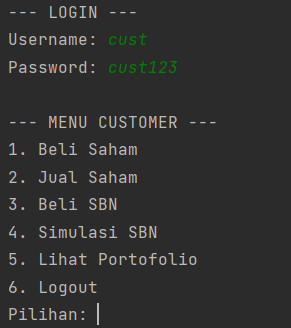 --- LOGIN ---
Username: cust
Password: cust123
--- MENU CUSTOMER ---
1. Beli Saham
2. Jual Saham
3. Beli SBN
4. Simulasi SBN
5. Lihat Portofolio
6. Logout
Pilihan: